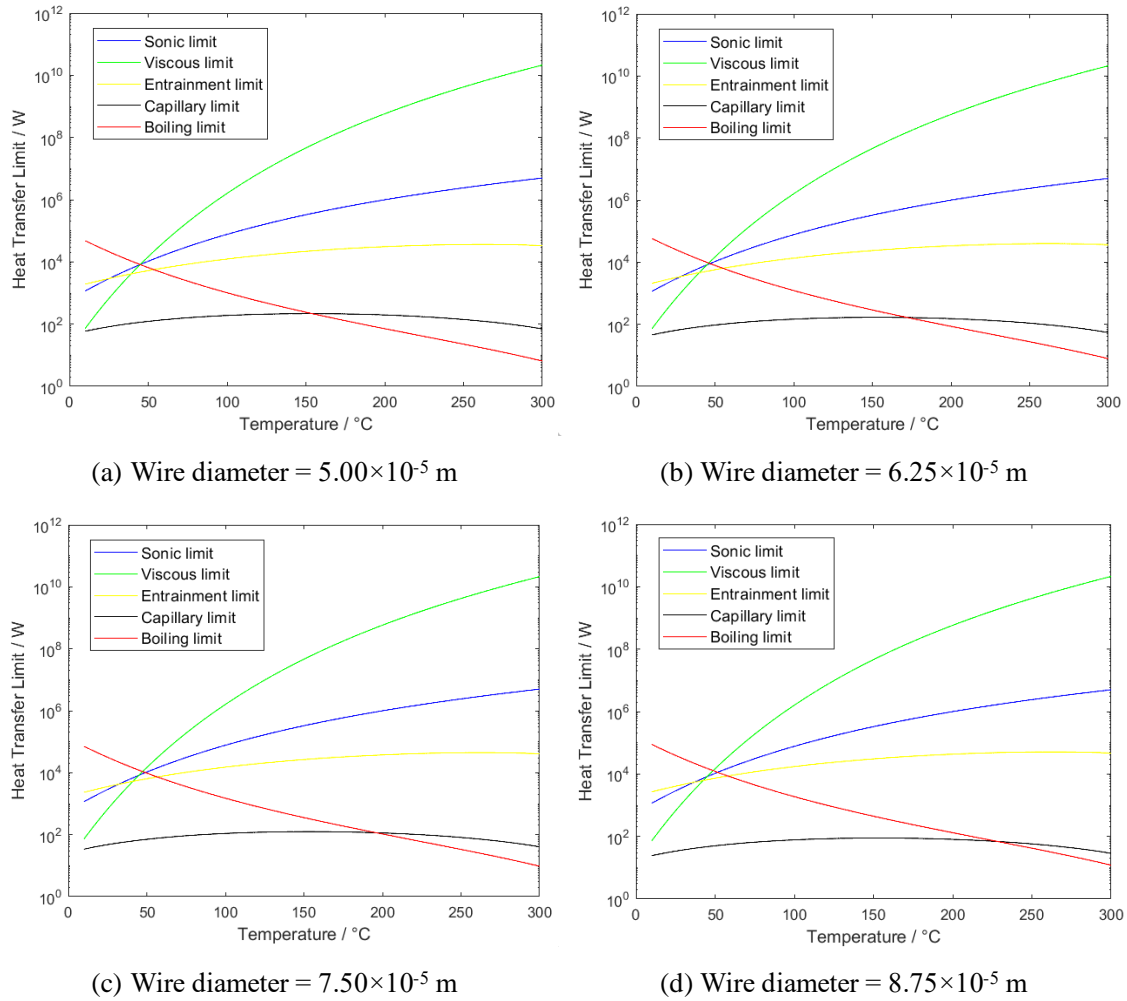 10^12
10^10
10^8
10^6
10^4
10^2
10^0
Heat Transfer Limit / W
Sonic limit
Viscous limit
Entrainment limit
Capillary limit
Boiling limit
0 50 100 150 200 250 300
Temperature / °C
(a) Wire diameter = 5.00×10^-5 m
10^12
10^10
10^8
10^6
10^4
10^2
10^0
Heat Transfer Limit / W
Sonic limit
Viscous limit
Entrainment limit
Capillary limit
Boiling limit
0 50 100 150 200 250 300
Temperature / °C
(b) Wire diameter = 6.25×10^-5 m
10^12
10^10
10^8
10^6
10^4
10^2
10^0
Heat Transfer Limit / W
Sonic limit
Viscous limit
Entrainment limit
Capillary limit
Boiling limit
0 50 100 150 200 250 300
Temperature / °C
(c) Wire diameter = 7.50×10^-5 m
10^12
10^10
10^8
10^6
10^4
10^2
10^0
Heat Transfer Limit / W
Sonic limit
Viscous limit
Entrainment limit
Capillary limit
Boiling limit
0 50 100 150 200 250 300
Temperature / °C
(d) Wire diameter = 8.75×10^-5 m